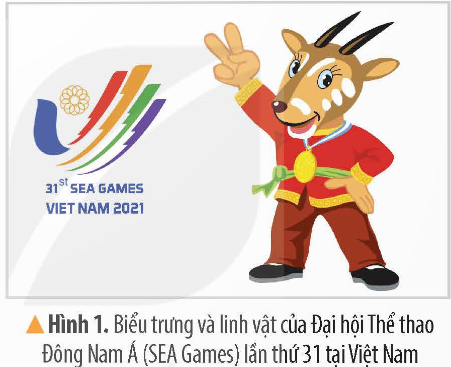 31st SEA GAMES
VIET NAM 2021
▲ Hình 1. Biểu trưng và linh vật của Đại hội Thể thao
Đông Nam Á (SEA Games) lần thứ 31 tại Việt Nam